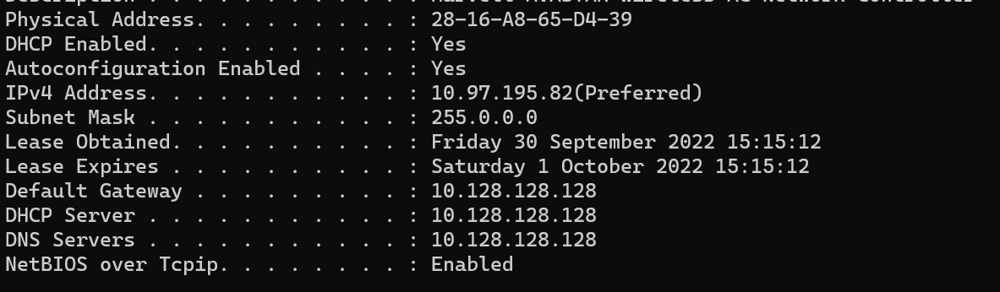 Physical Address. . . . . . . . . : 28-16-A8-65-D4-39
DHCP Enabled. . . . . . . . . . . : Yes
Autoconfiguration Enabled . . . . : Yes
IPv4 Address. . . . . . . . . . . : 10.97.195.82(Preferred)
Subnet Mask . . . . . . . . . . . : 255.0.0.0
Lease Obtained. . . . . . . . . . : Friday 30 September 2022 15:15:12
Lease Expires . . . . . . . . . . : Saturday 1 October 2022 15:15:12
Default Gateway . . . . . . . . . : 10.128.128.128
DHCP Server . . . . . . . . . . . : 10.128.128.128
DNS Servers . . . . . . . . . . . : 10.128.128.128
NetBIOS over Tcpip. . . . . . . . : Enabled